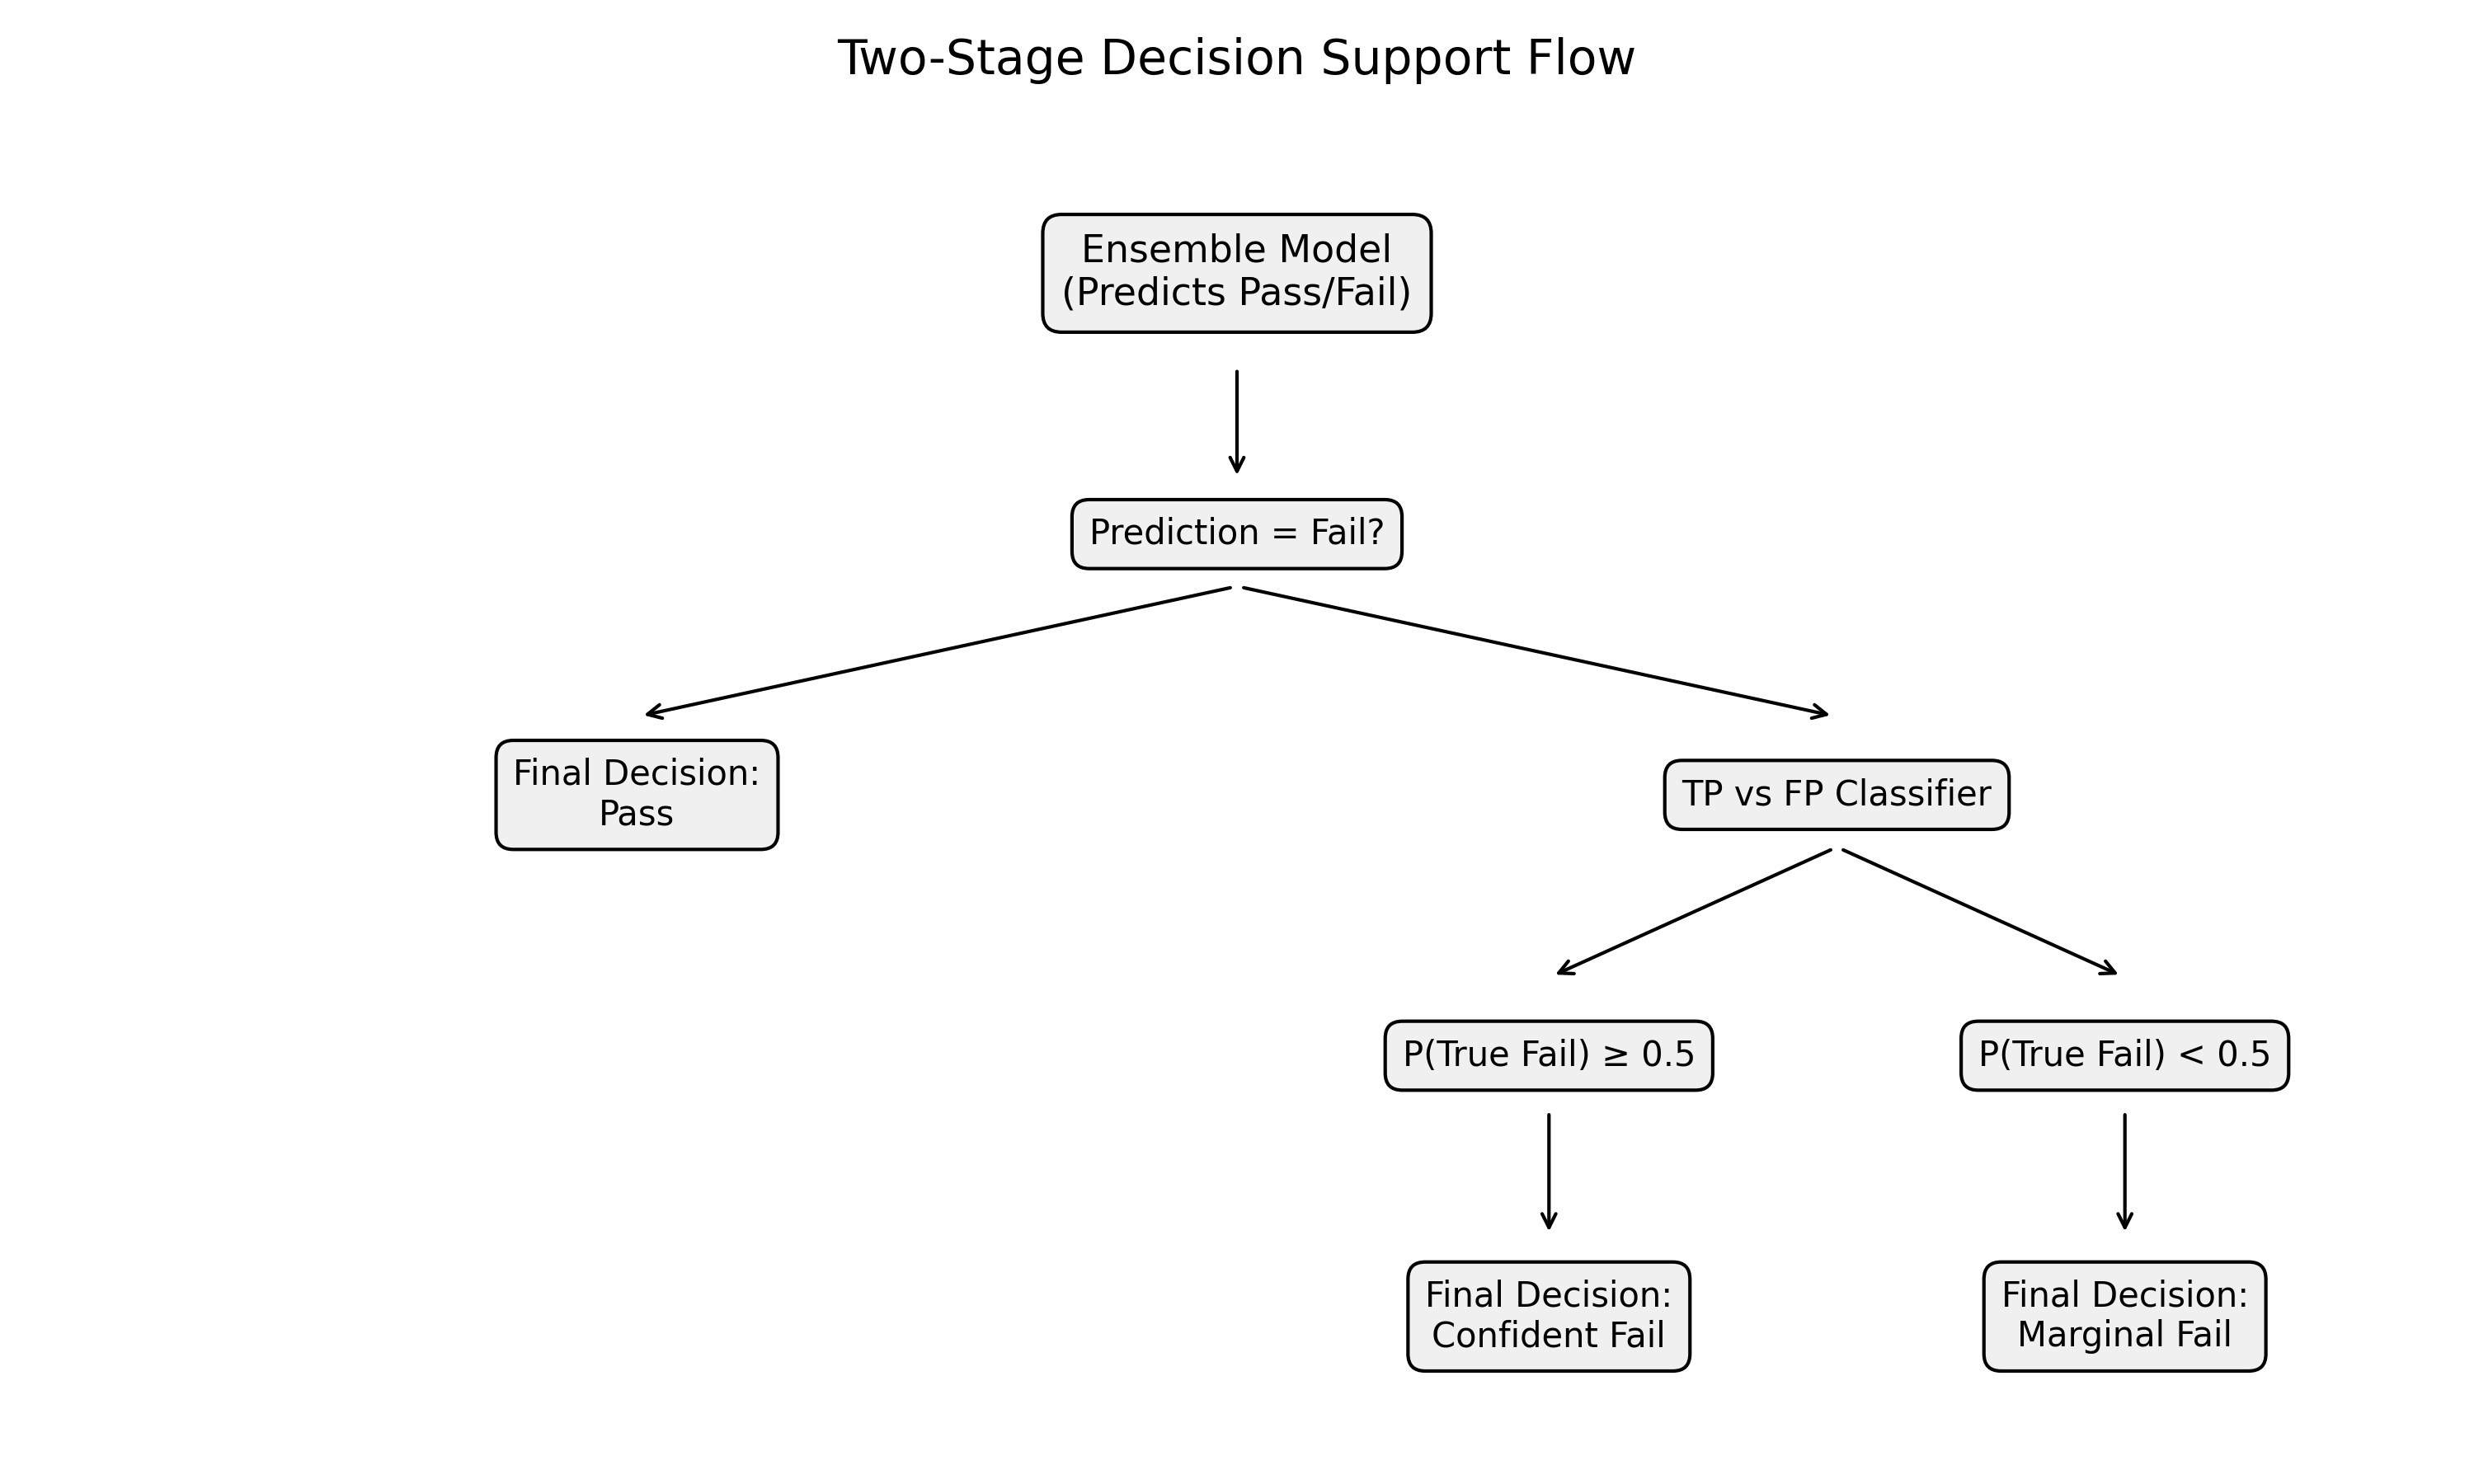 Two-Stage Decision Support Flow
Ensemble Model
(Predicts Pass/Fail)
Prediction = Fail?
Final Decision:
Pass
TP vs FP Classifier
P(True Fail) ≥ 0.5
P(True Fail) < 0.5
Final Decision:
Confident Fail
Final Decision:
Marginal Fail